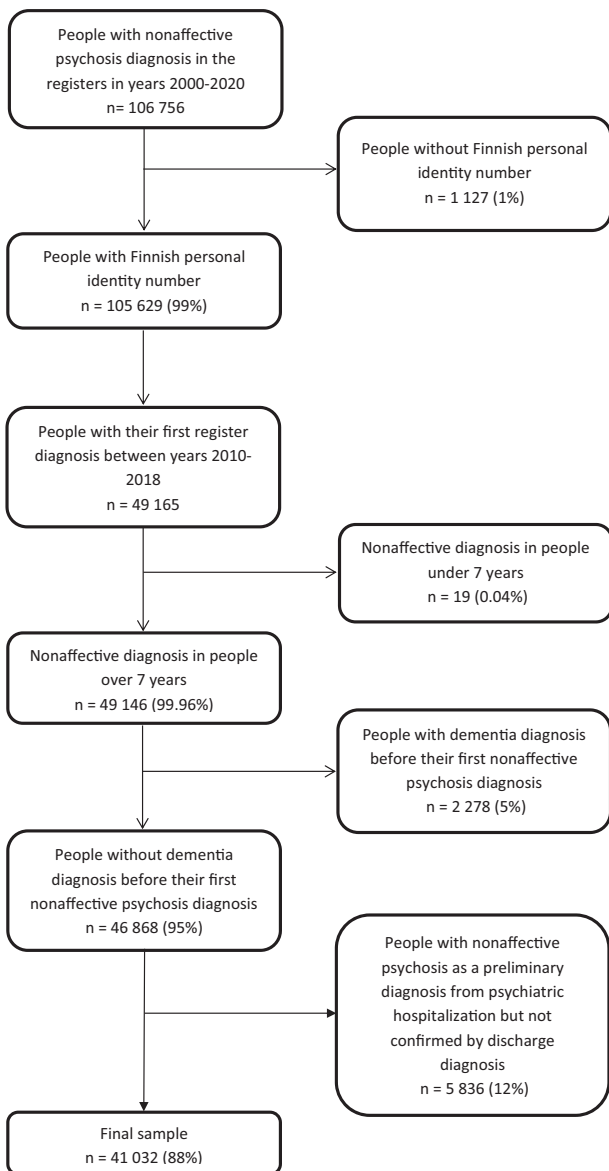 People with nonaffective
psychosis diagnosis in the
registers in years 2000-2020
n= 106 756
People without Finnish personal
identity number
n = 1 127 (1%)
People with Finnish personal
identity number
n = 105 629 (99%)
People with their first register
diagnosis between years 2010-
2018
n = 49 165
Nonaffective diagnosis in people
under 7 years
n = 19 (0.04%)
Nonaffective diagnosis in people
over 7 years
n = 49 146 (99.96%)
People with dementia diagnosis
before their first nonaffective
psychosis diagnosis
n = 2 278 (5%)
People without dementia
diagnosis before their first
nonaffective psychosis diagnosis
n = 46 868 (95%)
People with nonaffective
psychosis as a preliminary
diagnosis from psychiatric
hospitalization but not
confirmed by discharge
diagnosis
n = 5 836 (12%)
Final sample
n = 41 032 (88%)